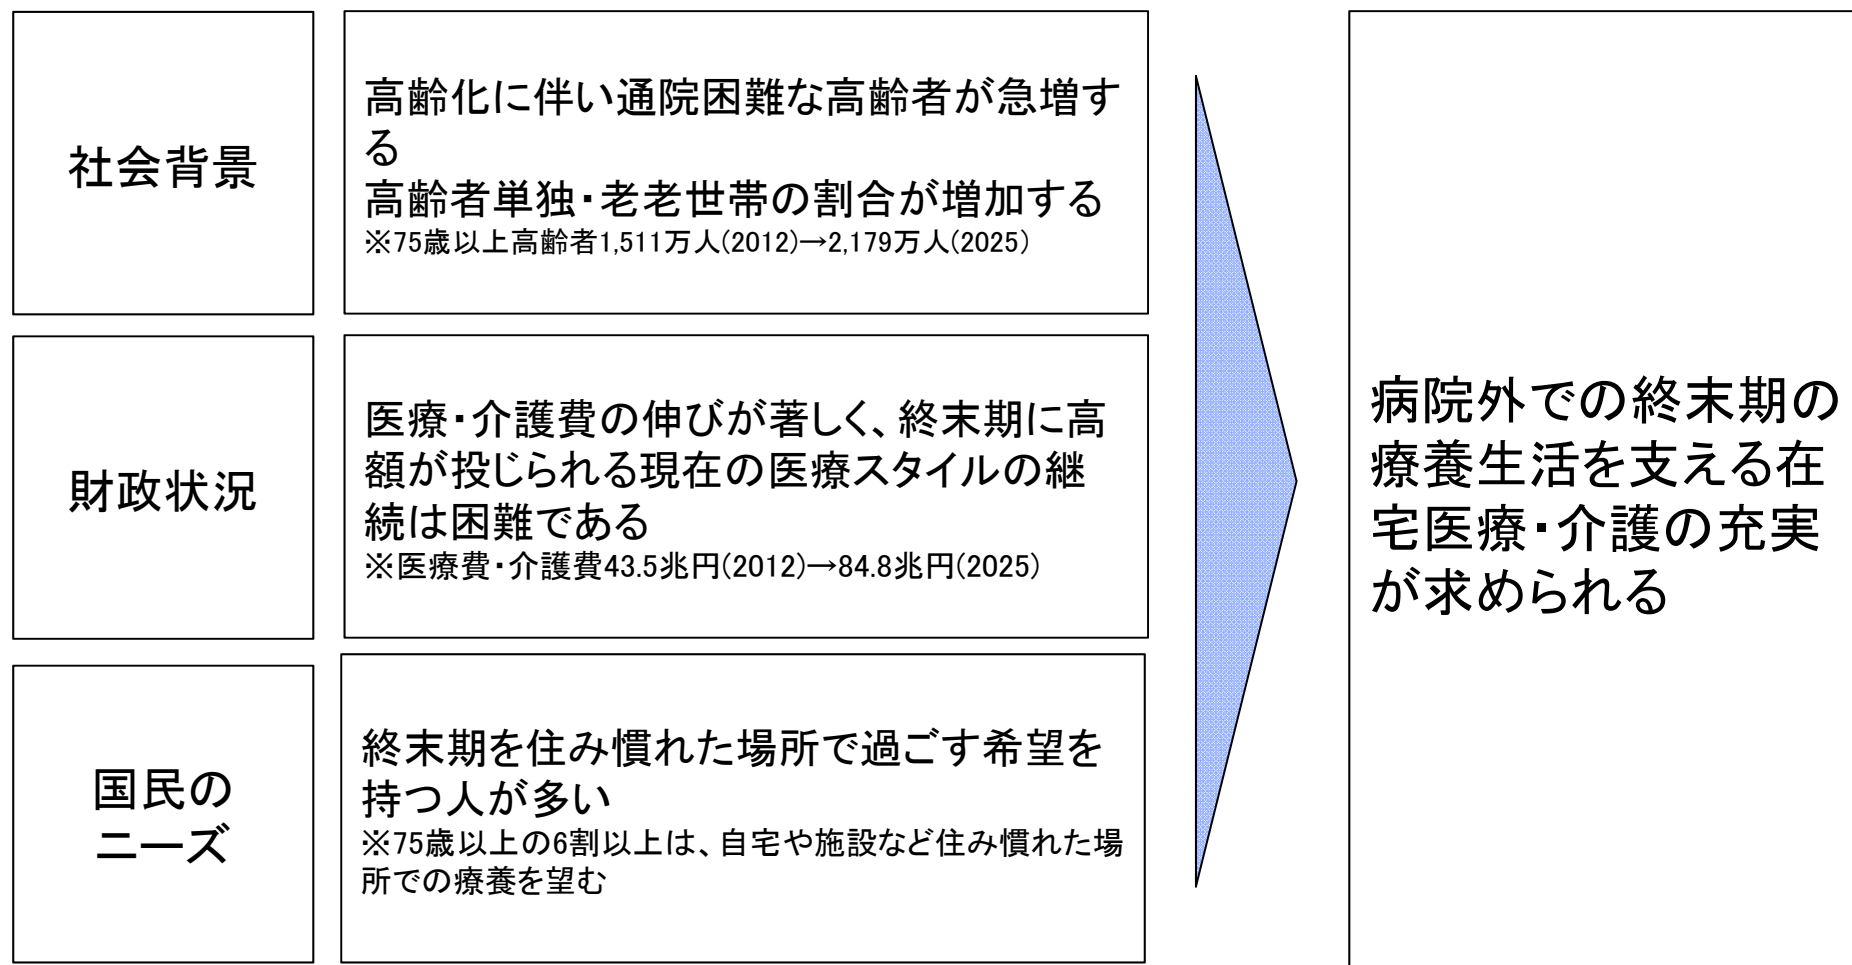 社会背景
高齢化に伴い通院困難な高齢者が急増す
る
高齢者単独・老老世帯の割合が増加する
※75歳以上高齢者1,511万人(2012)→2,179万人(2025)
財政状況
医療・介護費の伸びが著しく、終末期に高
額が投じられる現在の医療スタイルの継
続は困難である
※医療費・介護費43.5兆円(2012)→84.8兆円(2025)
国民の
ニーズ
終末期を住み慣れた場所で過ごす希望を
持つ人が多い
※75歳以上の6割以上は、自宅や施設など住み慣れた場
所での療養を望む
病院外での終末期の
療養生活を支える在
宅医療・介護の充実
が求められる